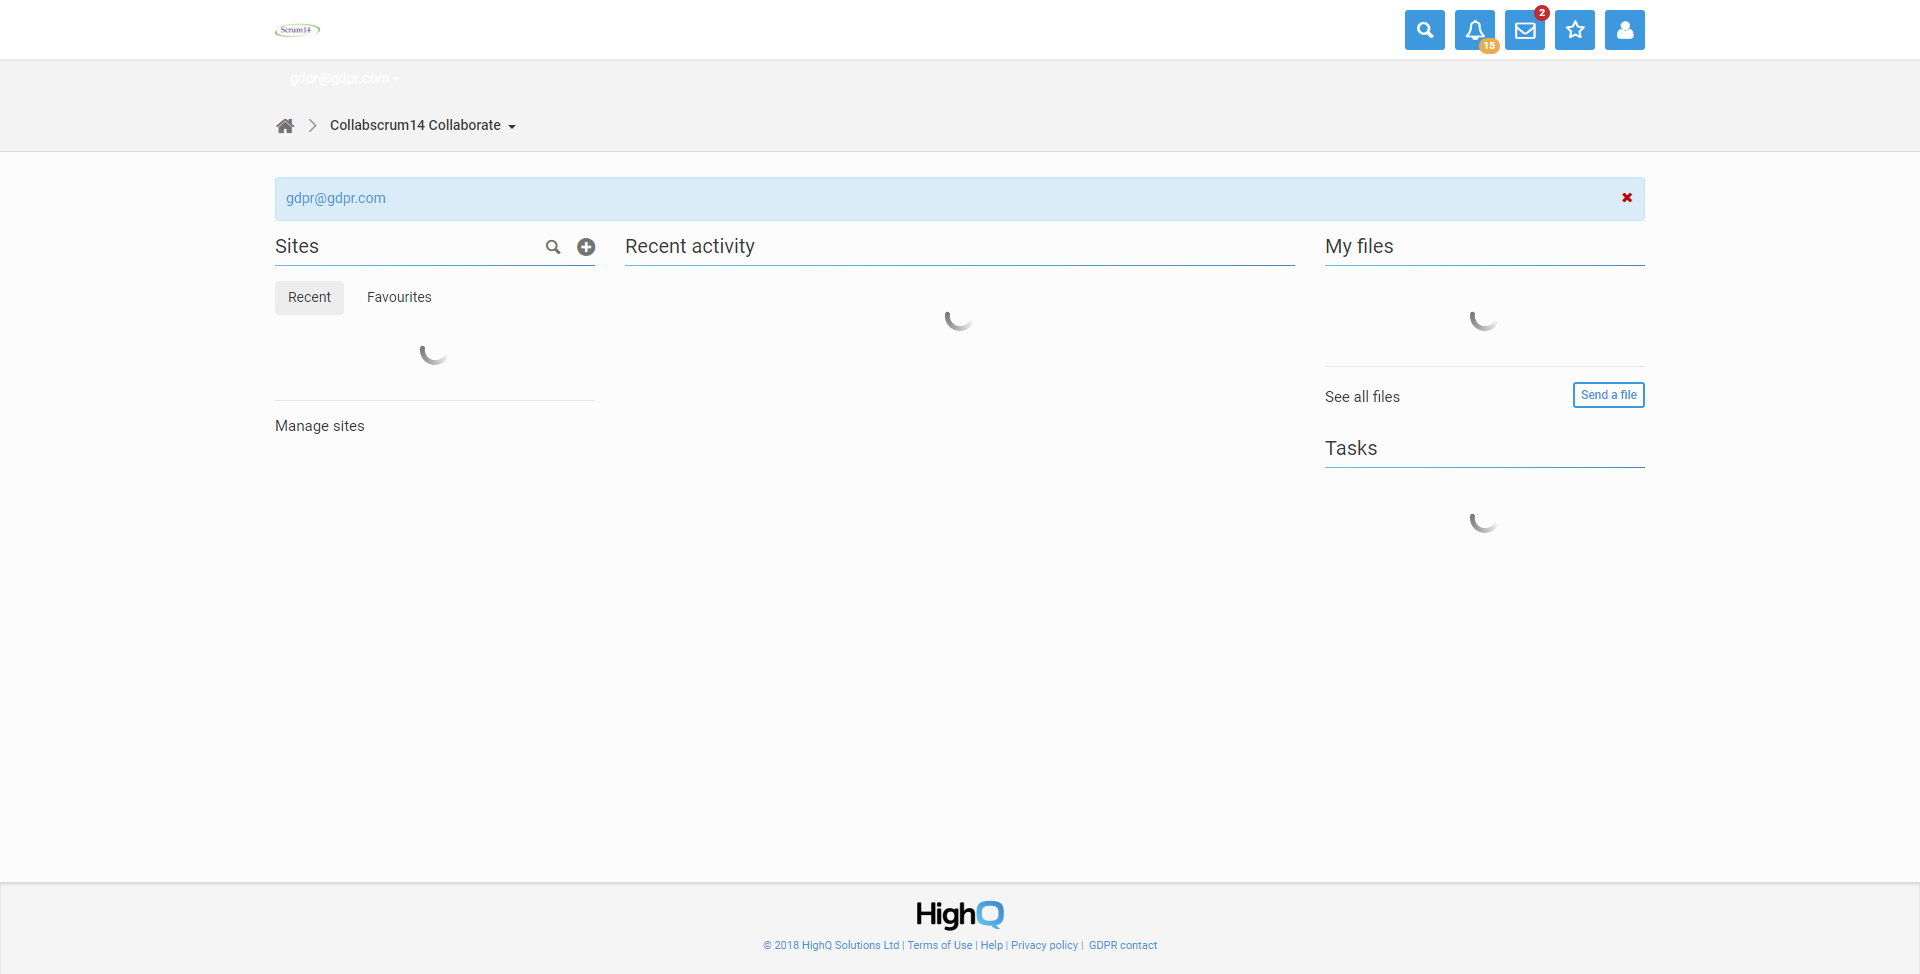 Scrum14
15
2
gdpr@gdpr.com
Collabscrum14 Collaborate
gdpr@gdpr.com
Sites
Recent
Favourites
Manage sites
Recent activity
My files
See all files
Send a file
Tasks
HighQ
© 2018 HighQ Solutions Ltd | Terms of Use | Help | Privacy policy | GDPR contact